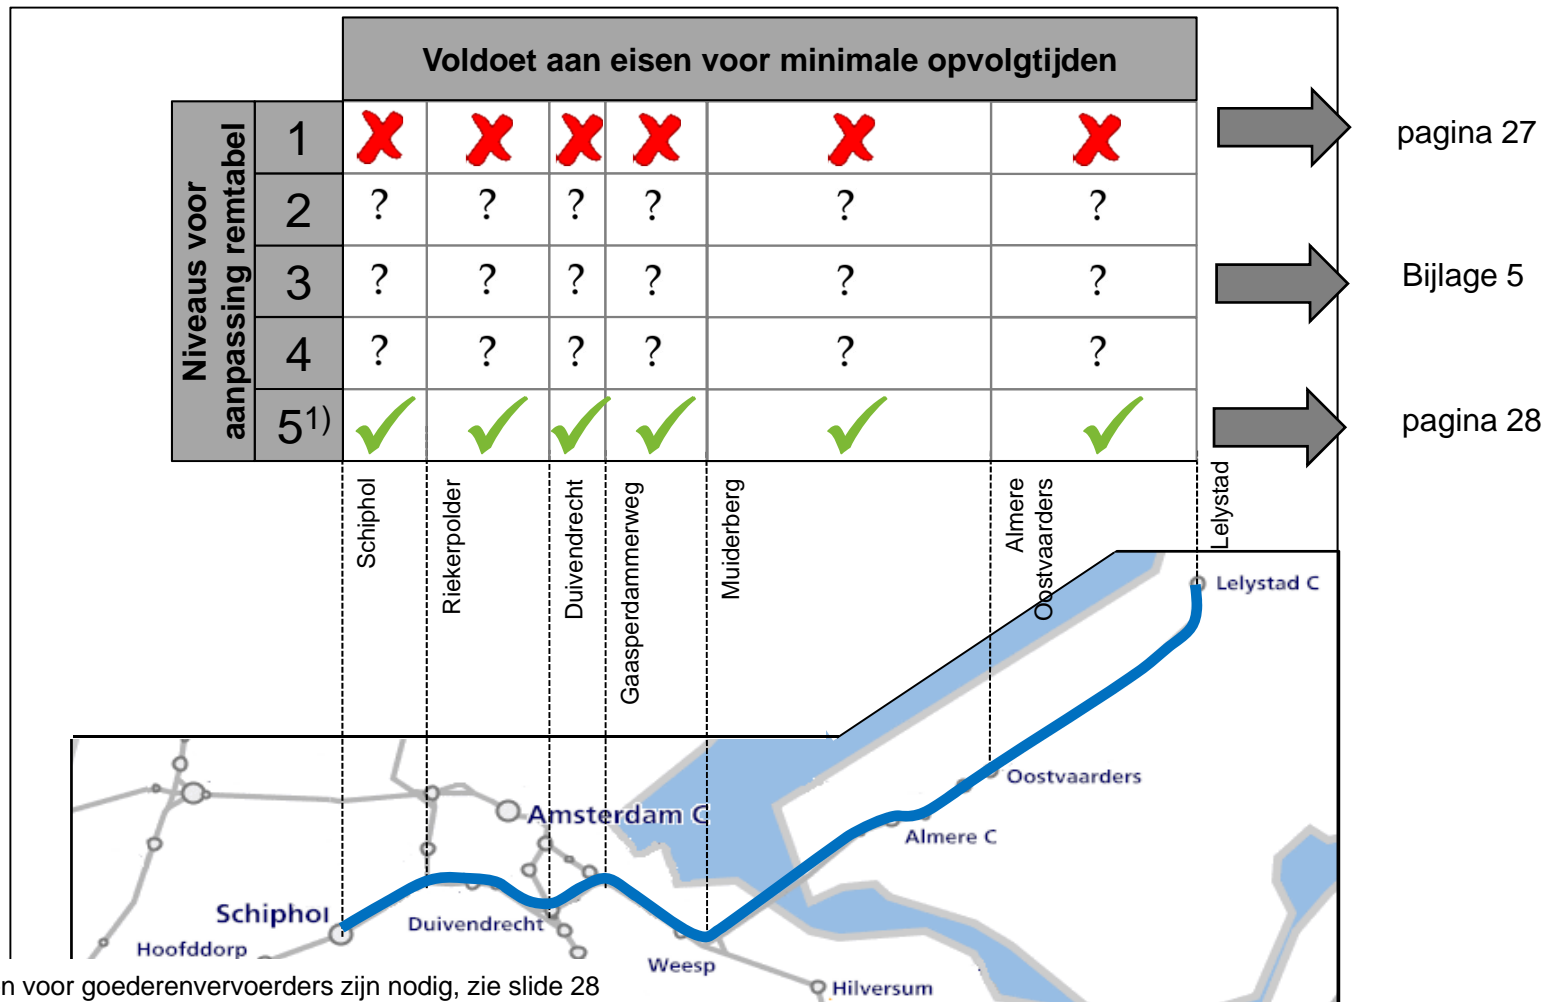 Voldoet aan eisen voor minimale opvolgtijden
Niveaus voor
aanpassing remtabel
1
pagina 27
2
? ? ? ? ? ?
3
? ? ? ? ? ?
Bijlage 5
4
? ? ? ? ? ?
5 1)
pagina 28
Schiphol
Riekerpolder
Duivendrecht
Gaasperdammerweg
Muiderberg
Almere
Oostvaarders
Lelystad
Lelystad C
Oostvaarders
Amsterdam C
Almere C
Schiphol
Duivendrecht
Hoofddorp
Weesp
Hilversum
n voor goederenvervoerders zijn nodig, zie slide 28